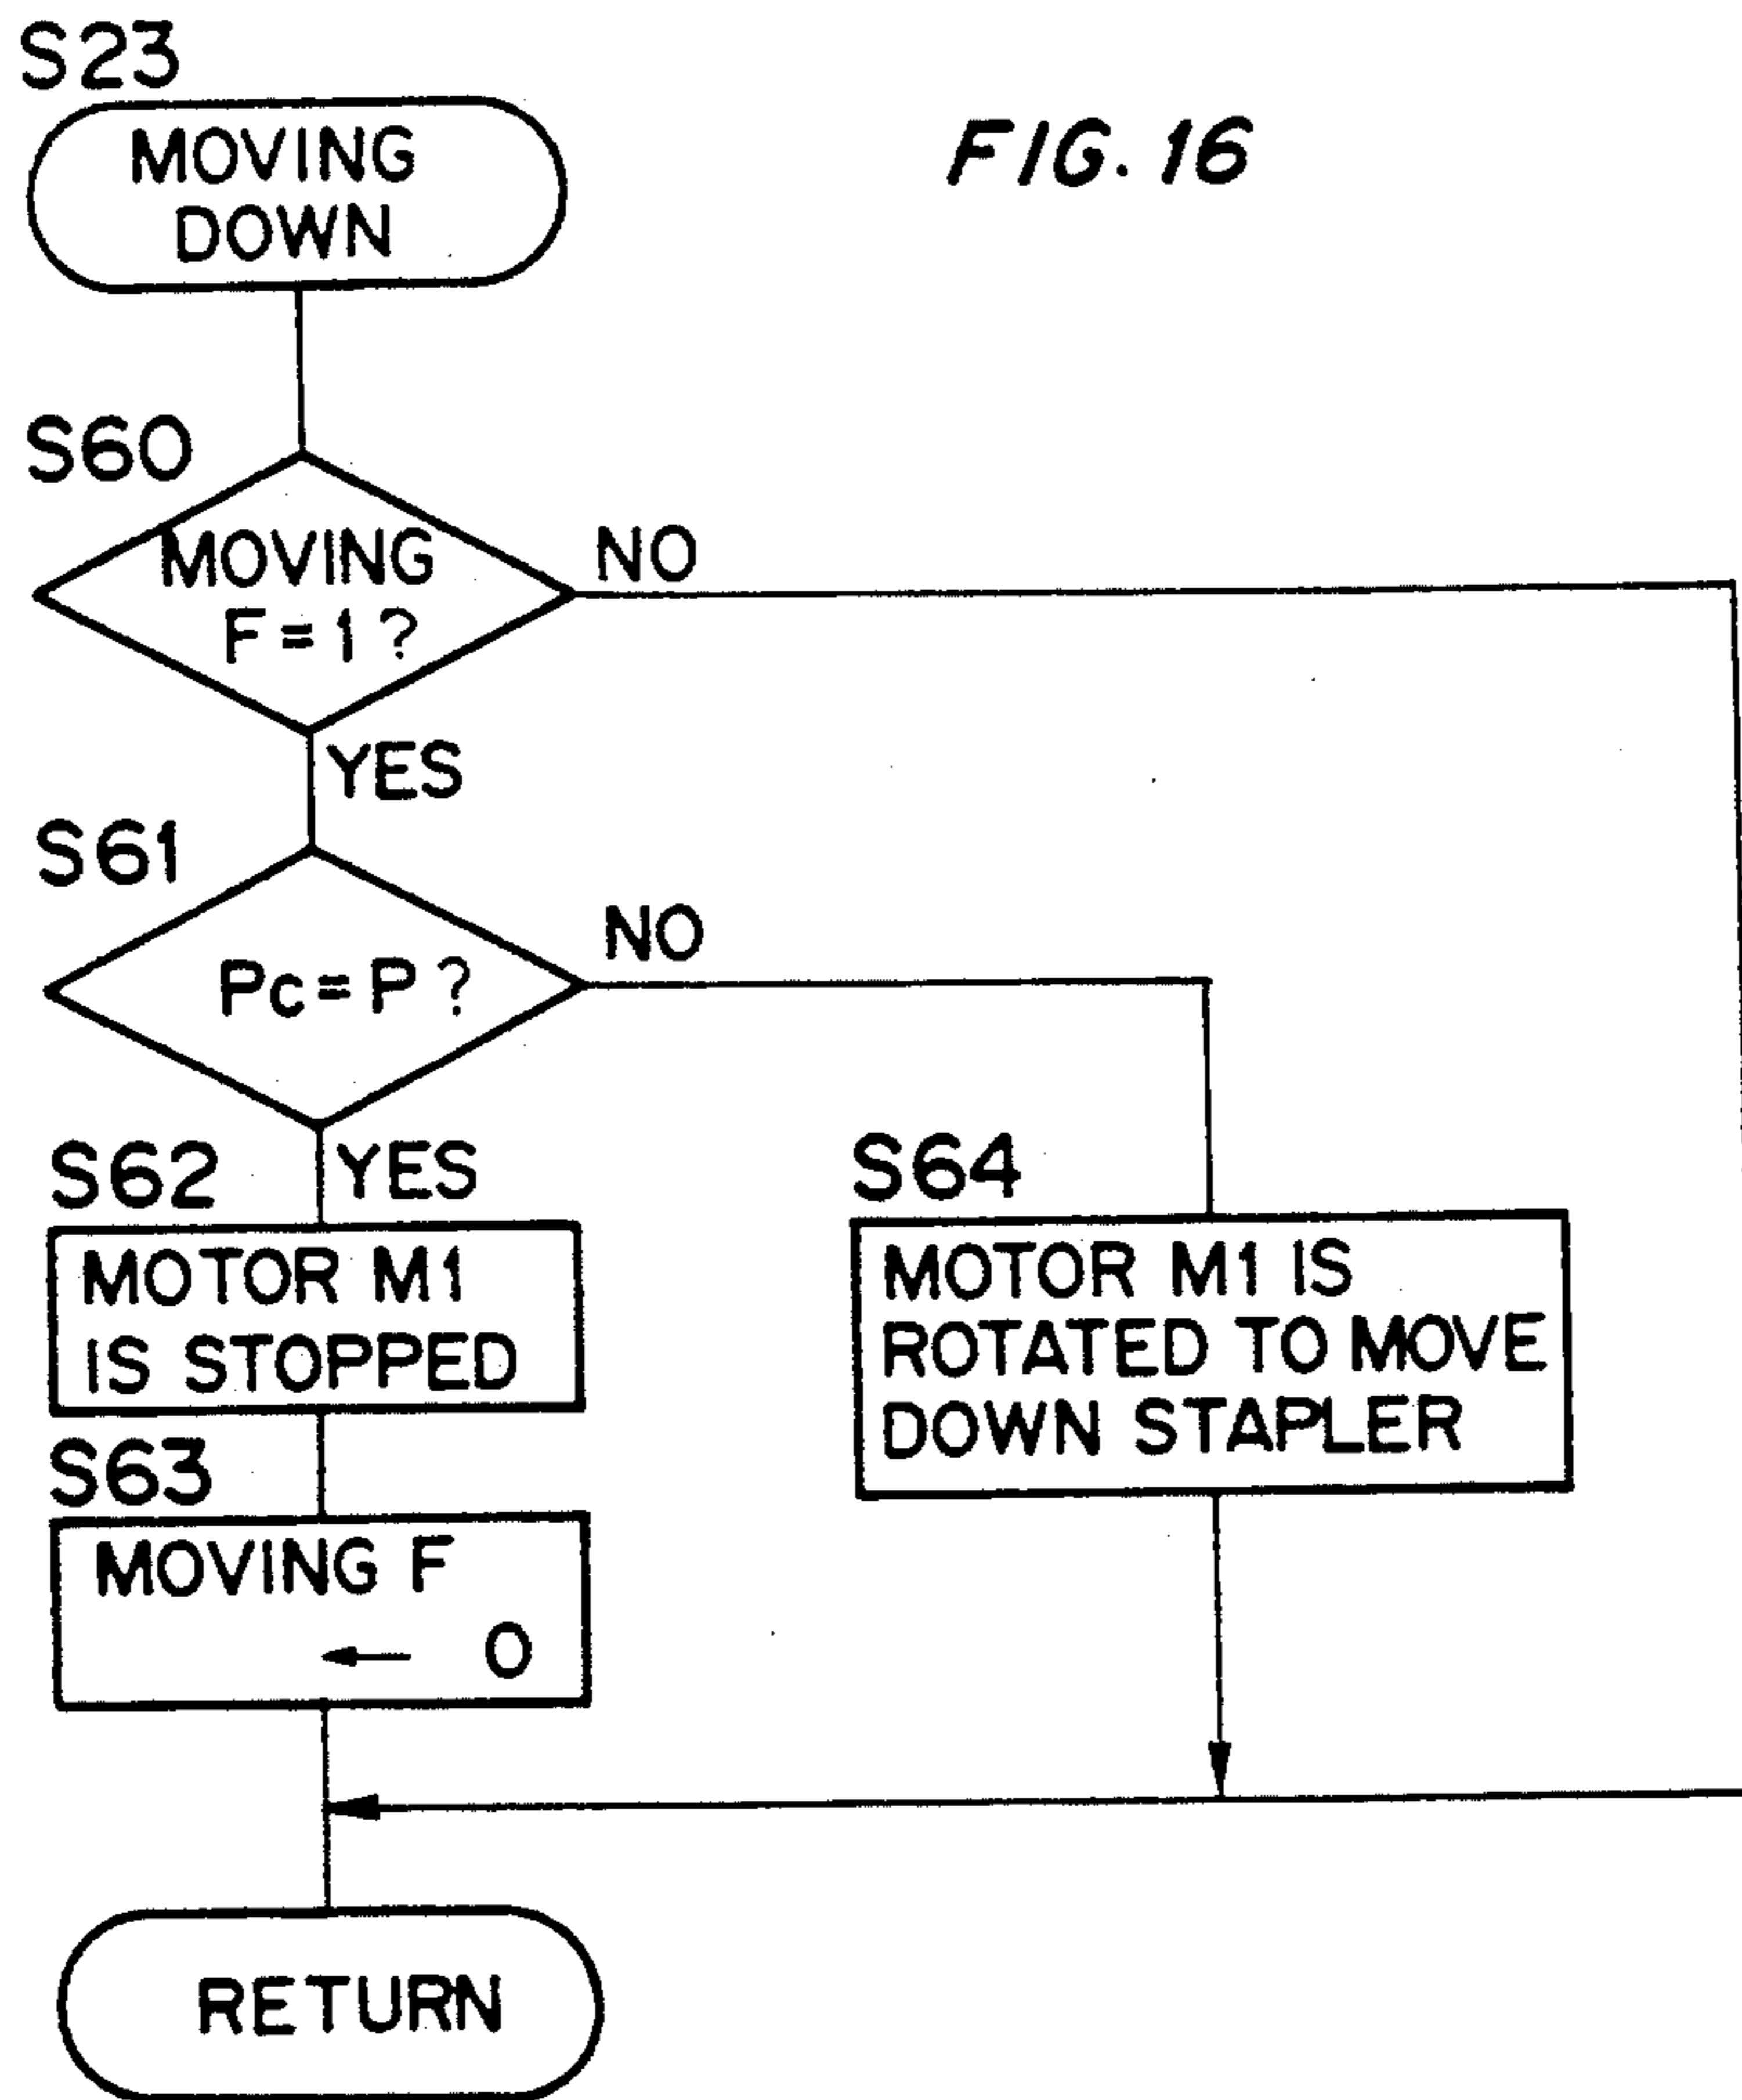 S23
MOVING
DOWN
FIG. 16
S60
MOVING
F=1?
NO
YES
S61
Pc=P?
NO
YES
S62
MOTOR M1
IS STOPPED
S63
MOVING F
← 0
S64
MOTOR M1 IS
ROTATED TO MOVE
DOWN STAPLER
RETURN